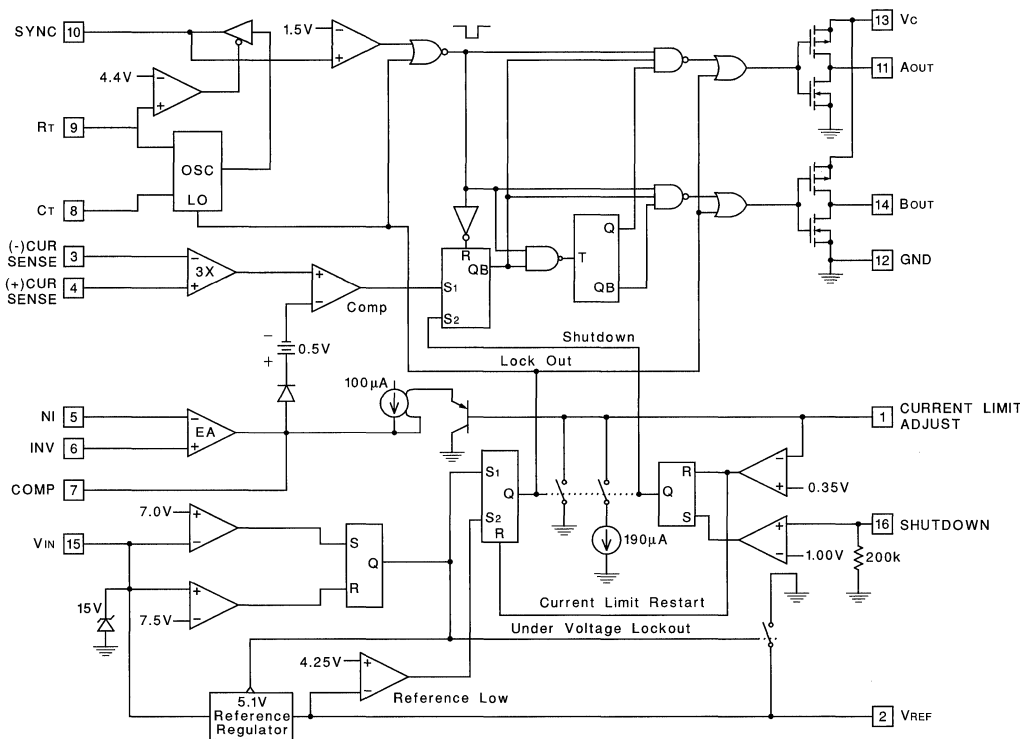 SYNC 10
1.5V
13 VC
4.4V
11 AOUT
RT 9
OSC
LO
CT 8
14 BOUT
(-)CUR
SENSE 3
3X
4
(+)CUR
SENSE
Comp
R
QB
S1
S2
T
Q
QB
12 GND
Shutdown
0.5V
Lock Out
100µA
NI 5
EA
INV 6
1 CURRENT LIMIT
ADJUST
COMP 7
S1
S2
Q
R
Q
R
S
0.35V
16 SHUTDOWN
1.00V
200k
190µA
7.0V
VIN 15
S
Q
R
7.5V
15V
Current Limit Restart
Under Voltage Lockout
4.25V
Reference Low
5.1V
Reference
Regulator
2 VREF